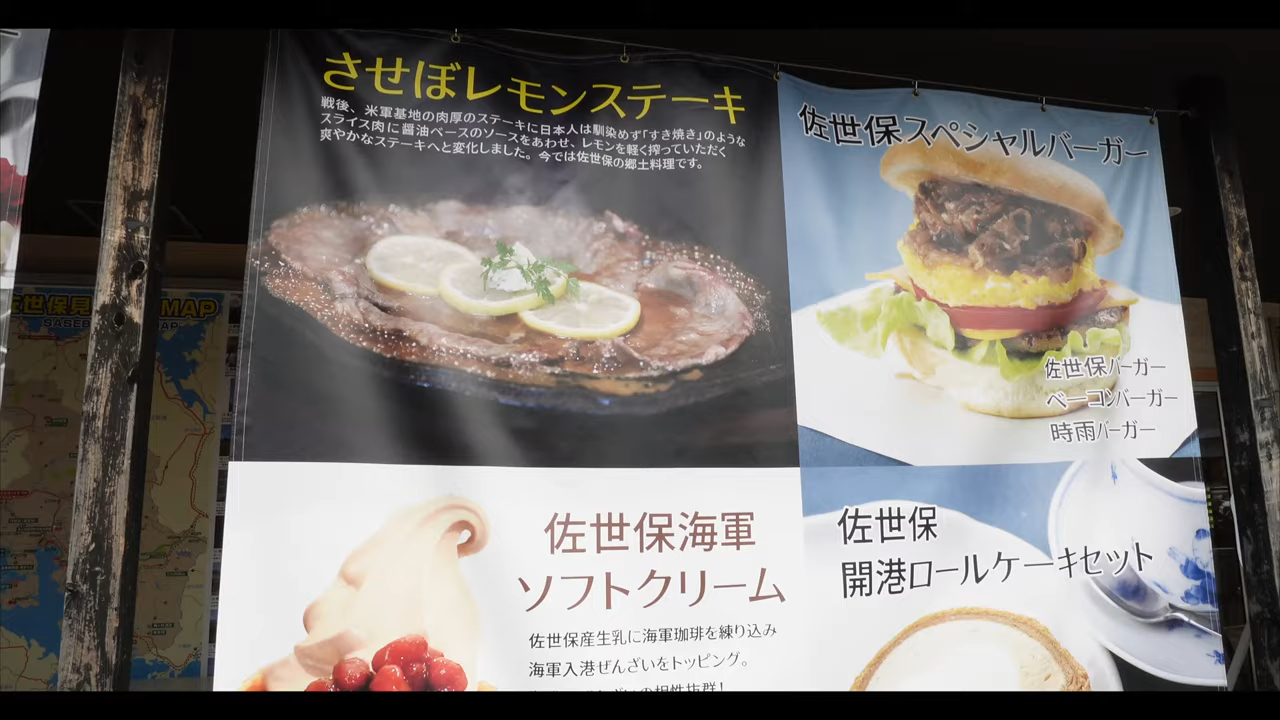 させぼレモンステーキ
戦後、米軍基地の肉厚のステーキに日本人は馴染めず「すき焼き」のような
スライス肉に醤油ベースのソースをあわせ、レモンを軽く搾っていただく
爽やかなステーキへと変化しました。今では佐世保の郷土料理です。
佐世保スペシャルバーガー
佐世保バーガー
ベーコンバーガー
時雨バーガー
佐世保海軍
ソフトクリーム
佐世保産生乳に海軍珈琲を練り込み
海軍入港ぜんざいをトッピング。
佐世保
開港ロールケーキセット
佐世保見
MAP